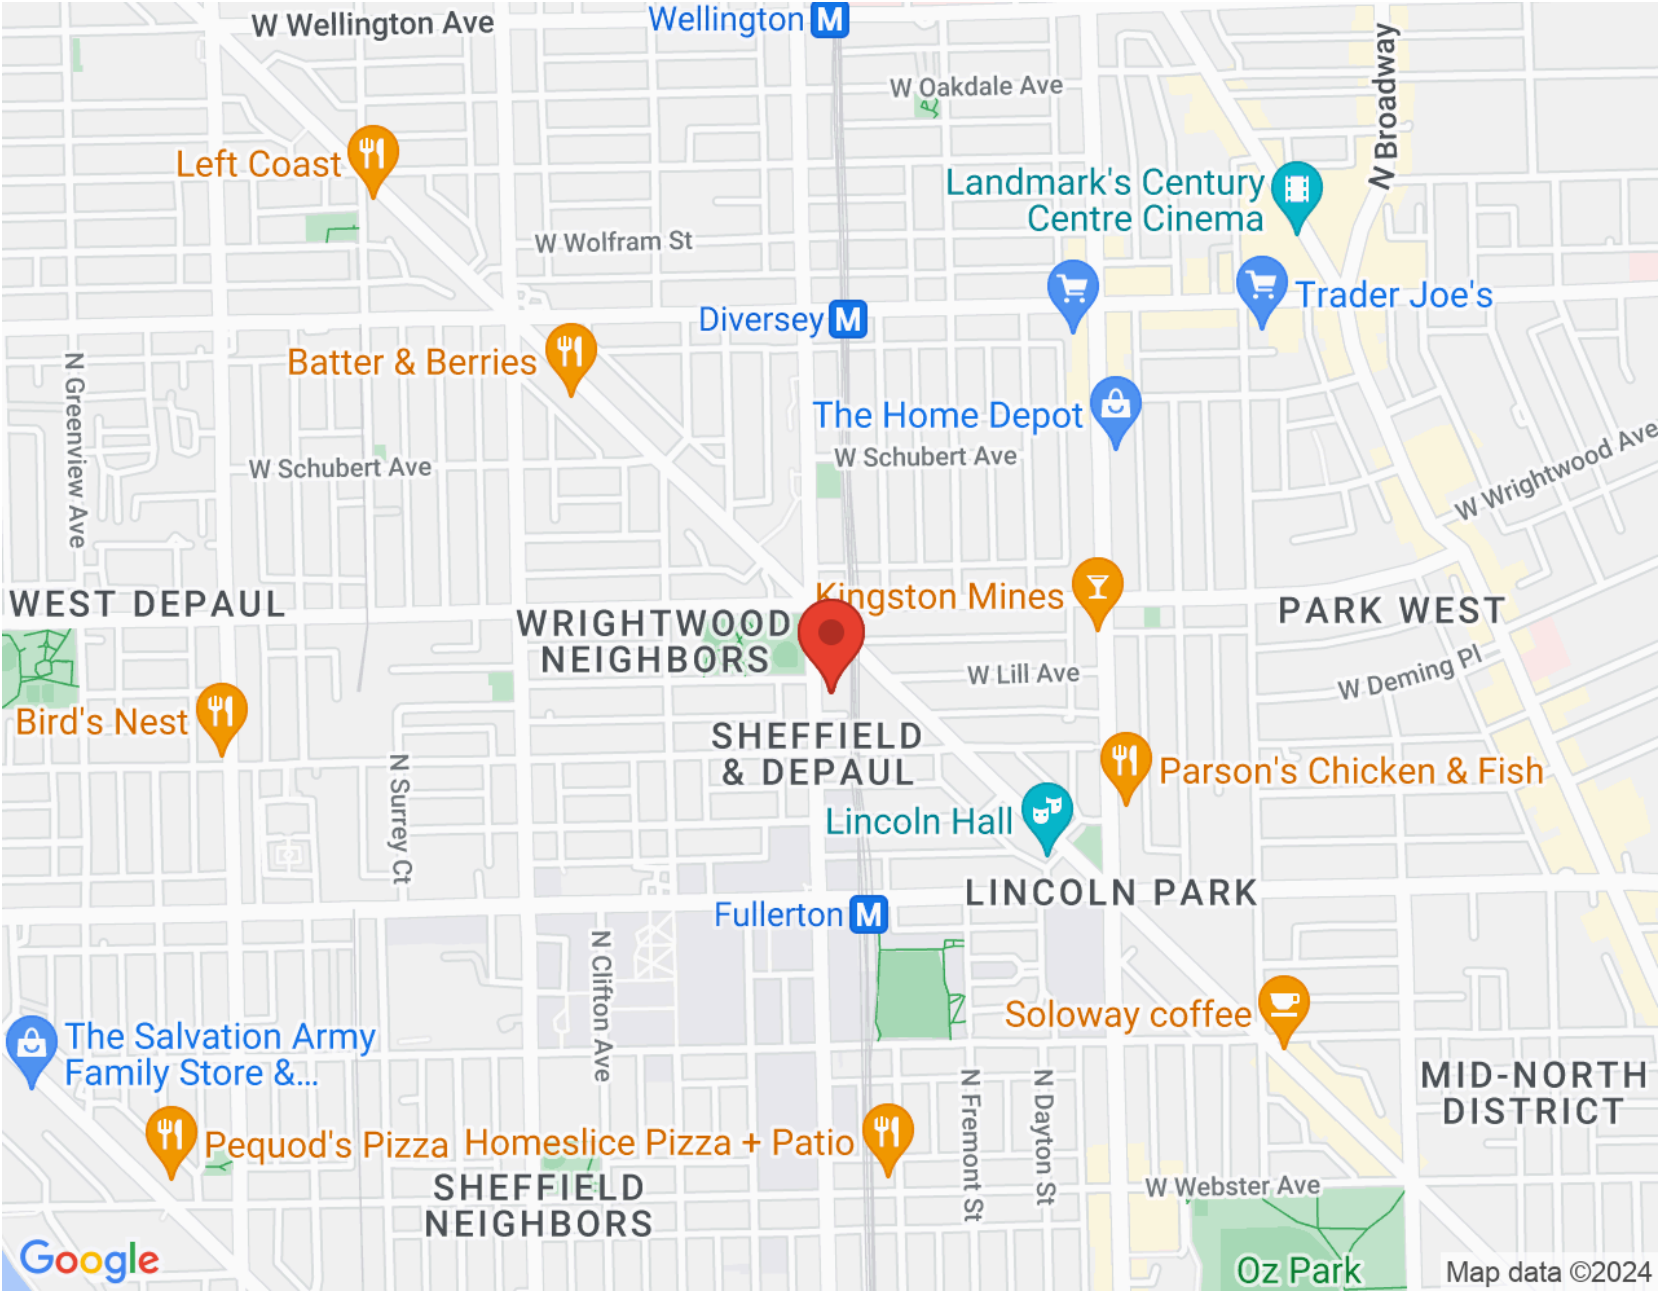 W Wellington Ave
Wellington M
N Broadway
W Oakdale Ave
Left Coast
Landmark's Century
Centre Cinema
W Wolfram St
Trader Joe's
Diversey M
Batter & Berries
N Greenview Ave
The Home Depot
W Schubert Ave
W Schubert Ave
W Wrightwood Ave
WEST DEPAUL
Kingston Mines
PARK WEST
WRIGHTWOOD
NEIGHBORS
W Lill Ave
W Deming Pl
Bird's Nest
SHEFFIELD
& DEPAUL
N Surrey Ct
Parson's Chicken & Fish
Lincoln Hall
LINCOLN PARK
Fullerton M
N Clifton Ave
Soloway coffee
The Salvation Army
Family Store &...
N Fremont St
N Dayton St
MID-NORTH
DISTRICT
Pequod's Pizza
Homeslice Pizza + Patio
SHEFFIELD
NEIGHBORS
W Webster Ave
Google
Oz Park
Map data ©2024